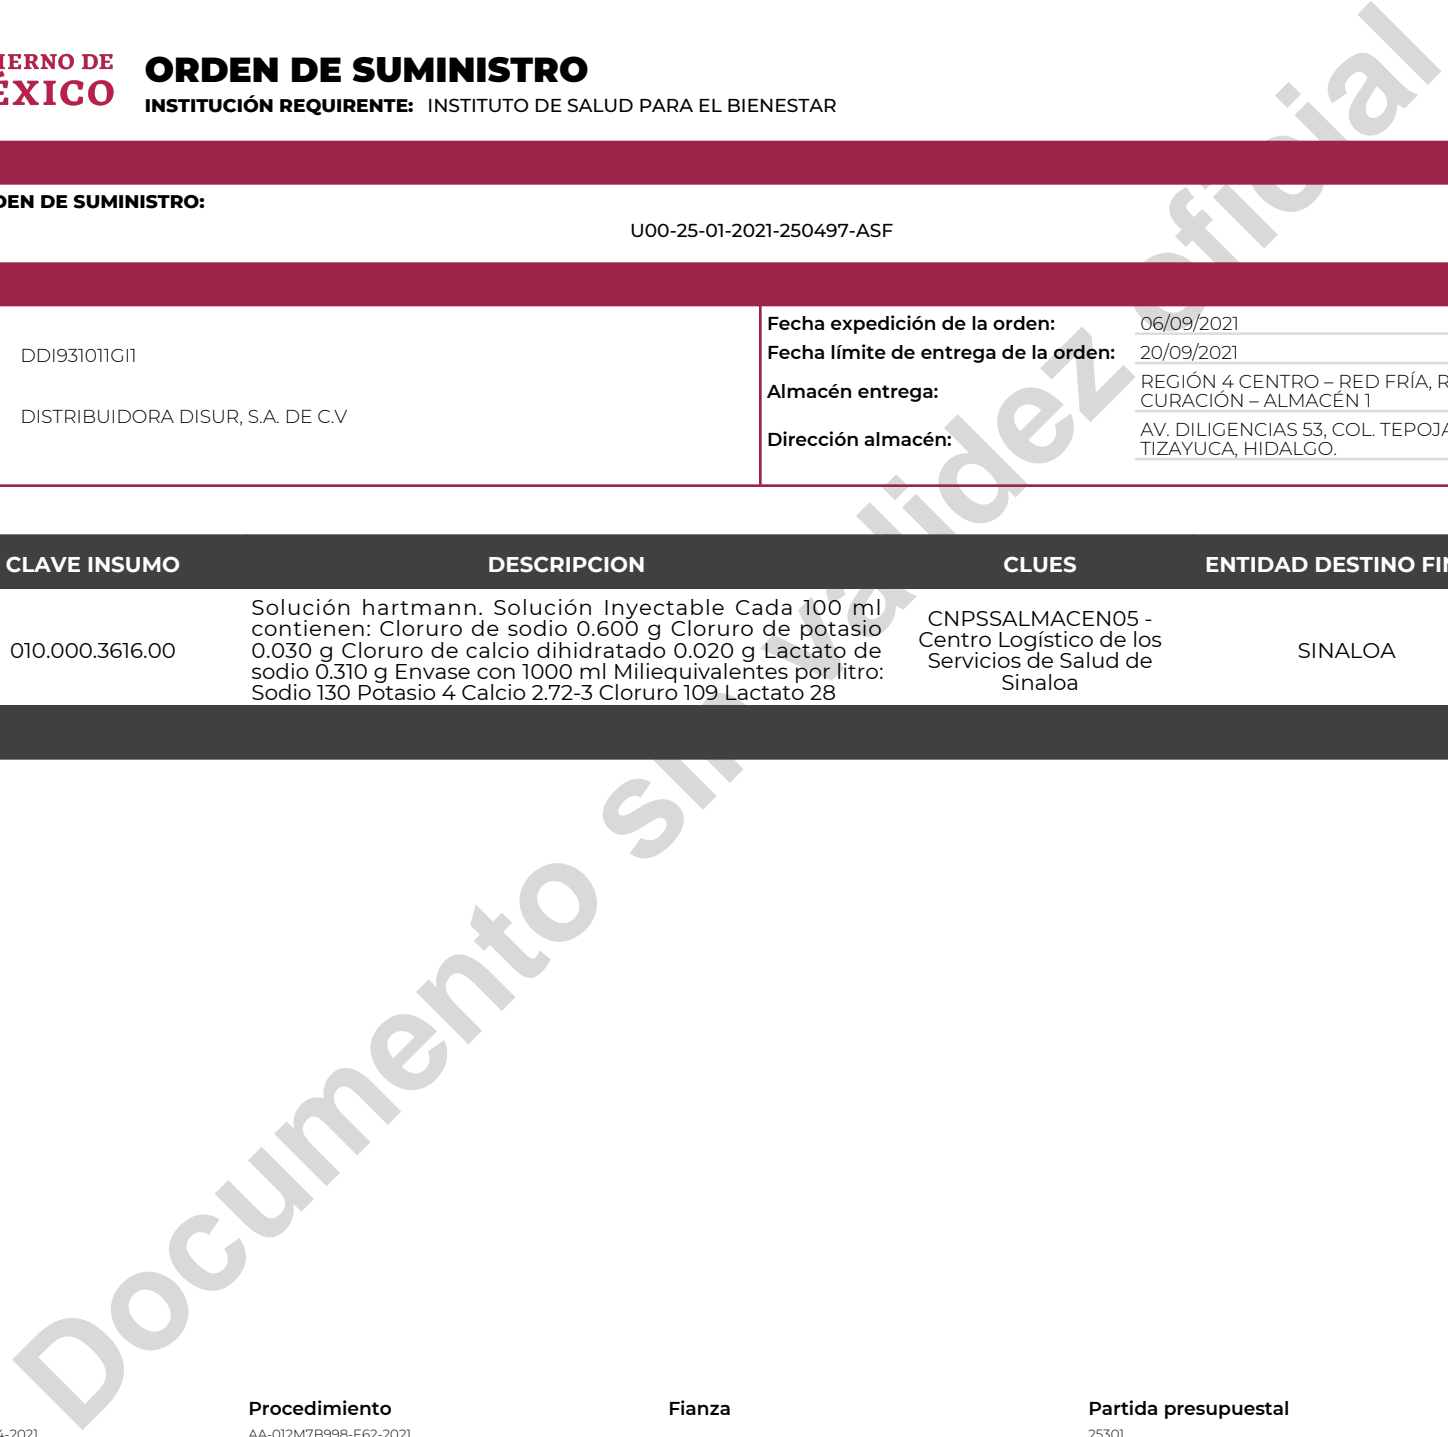 ORDEN DE SUMINISTRO
INSTITUCIÓN REQUIRENTE: INSTITUTO DE SALUD PARA EL BIENESTAR
DE SUMINISTRO:
U00-25-01-2021-250497-ASF
DDI931011GI1
DISTRIBUIDORA DISUR, S.A. DE C.V
Fecha expedición de la orden: 06/09/2021
Fecha límite de entrega de la orden: 20/09/2021
Almacén entrega: REGIÓN 4 CENTRO – RED FRÍA,
CURACIÓN – ALMACÉN 1
Dirección almacén: AV. DILIGENCIAS 53, COL.
TIZAYUCA, HIDALGO.
CLAVE INSUMO DESCRIPCION CLUES ENTIDAD DESTINO
010.000.3616.00
Solución hartmann. Solución Inyectable Cada 100 ml
contienen: Cloruro de sodio 0.600 g Cloruro de potasio
0.030 g Cloruro de calcio dihidratado 0.020 g Lactato de
sodio 0.310 g Envase con 1000 ml Miliequivalentes por litro:
Sodio 130 Potasio 4 Calcio 2.72-3 Cloruro 109 Lactato 28
CNPSSALMACEN05 -
Centro Logístico de los
Servicios de Salud de
Sinaloa
SINALOA
Documento sin validez oficial
Procedimiento Fianza Partida presupuestal
AA-012M7B998-E62-2021 25301